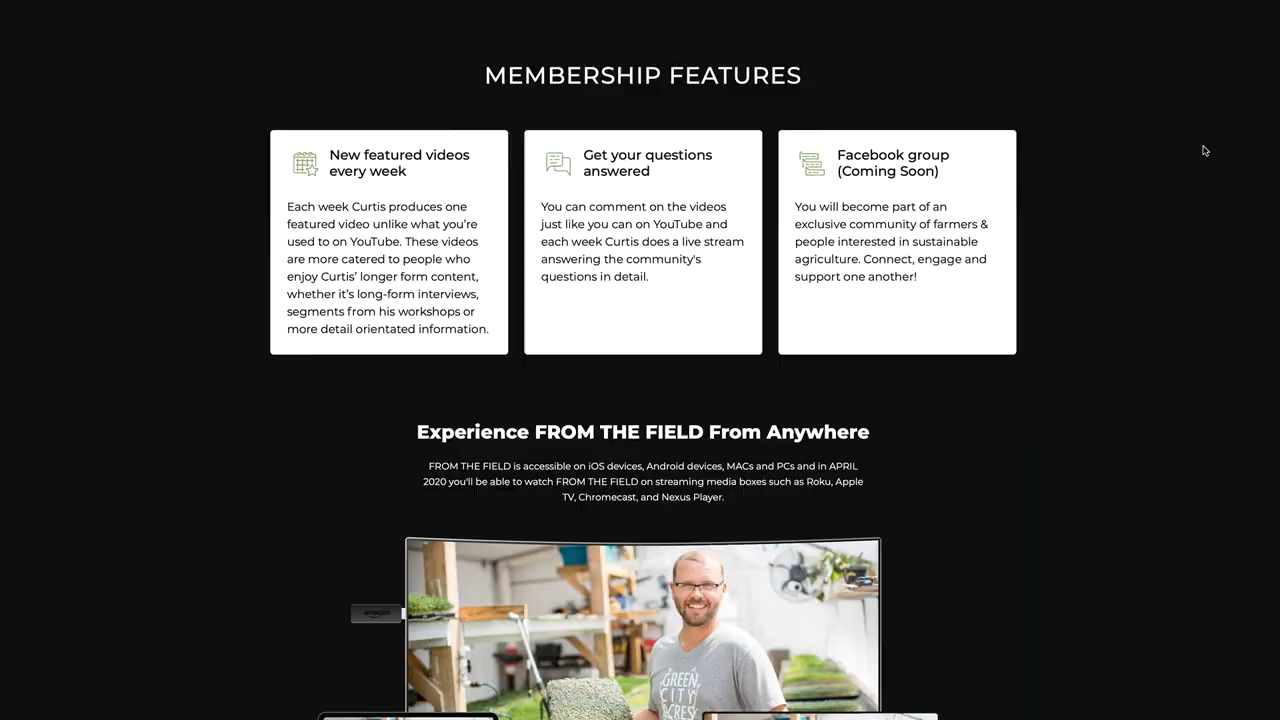 MEMBERSHIP FEATURES
New featured videos
every week
Each week Curtis produces one
featured video unlike what you’re
used to on YouTube. These videos
are more catered to people who
enjoy Curtis’ longer form content,
whether it’s long-form interviews,
segments from his workshops or
more detail orientated information.
Get your questions
answered
You can comment on the videos
just like you can on YouTube and
each week Curtis does a live stream
answering the community's
questions in detail.
Facebook group
(Coming Soon)
You will become part of an
exclusive community of farmers &
people interested in sustainable
agriculture. Connect, engage and
support one another!
Experience FROM THE FIELD From Anywhere
FROM THE FIELD is accessible on iOS devices, Android devices, MACs and PCs and in APRIL
2020 you'll be able to watch FROM THE FIELD on streaming media boxes such as Roku, Apple
TV, Chromecast, and Nexus Player.
amazon
GREEN
CITY
ACRES